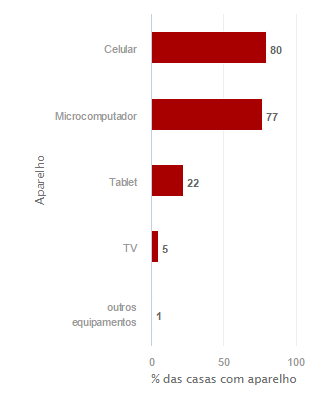 Celular
80
Microcomputador
77
Tablet
22
TV
5
outros
equipamentos
1
Aparelho
0
50
100
% das casas com aparelho